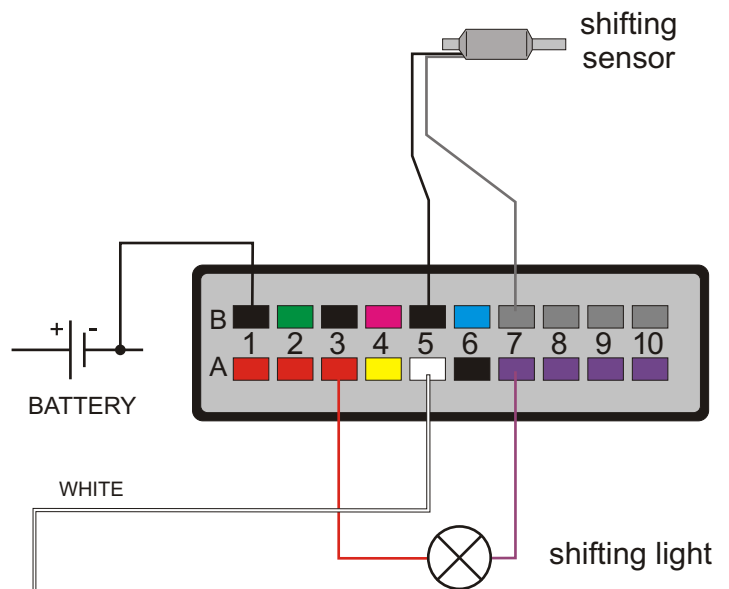 shifting
sensor
+ -
BATTERY
B
1 2 3 4 5 6 7 8 9 10
A
WHITE
shifting light